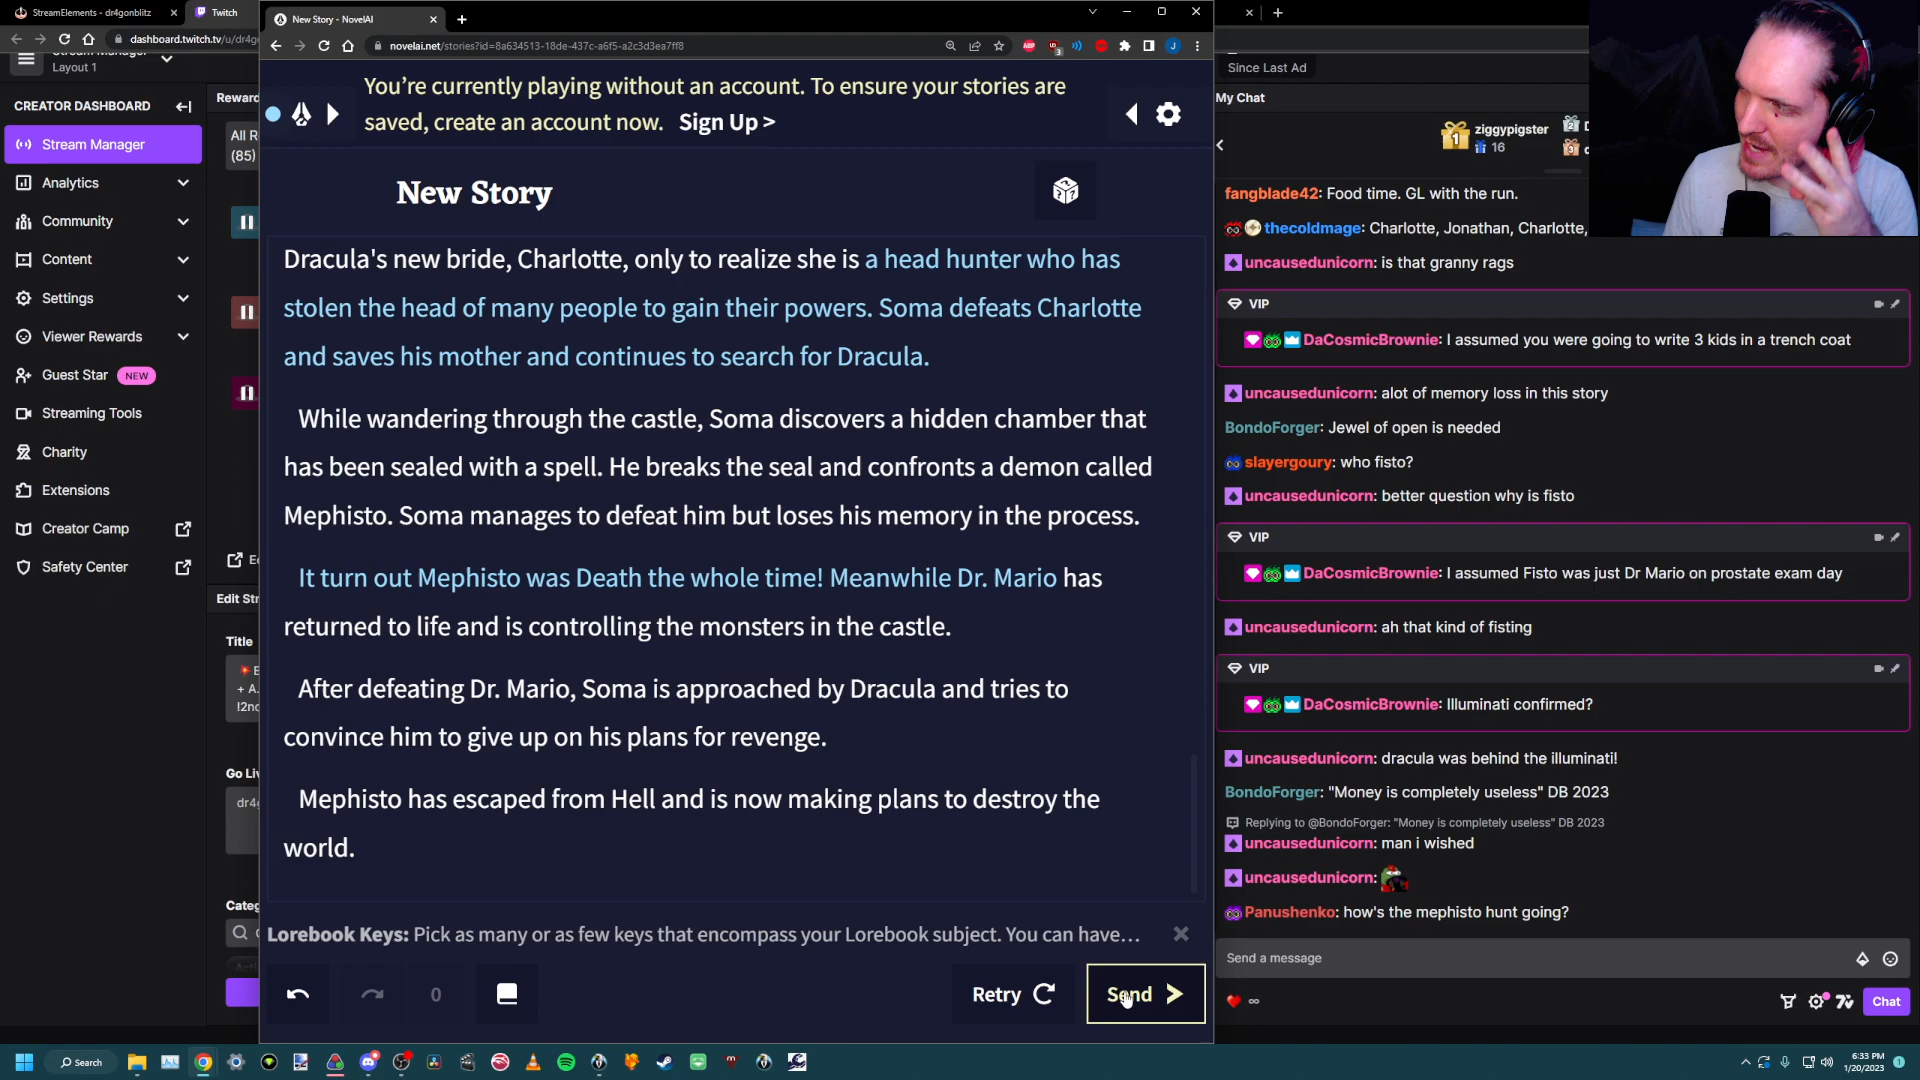 StreamElements - dr4gonblitz
Twitch
New Story - NovelAI
dashboard.twitch.tv/u/dr4g
novelai.net/stories?id=8a634513-18de-437c-a6f5-a2c3d3ea7ff8
Stream Manager
Layout 1
CREATOR DASHBOARD
Stream Manager
Analytics
Community
Content
Settings
Viewer Rewards
Guest Star NEW
Streaming Tools
Charity
Extensions
Creator Camp
Safety Center
Rewar
All R
(85)
Edit Str
Title
+ A.
!2nd
Go Liv
dr4g
Categ
You're currently playing without an account. To ensure your stories are
saved, create an account now. Sign Up >
New Story
Dracula's new bride, Charlotte, only to realize she is a head hunter who has
stolen the head of many people to gain their powers. Soma defeats Charlotte
and saves his mother and continues to search for Dracula.
While wandering through the castle, Soma discovers a hidden chamber that
has been sealed with a spell. He breaks the seal and confronts a demon called
Mephisto. Soma manages to defeat him but loses his memory in the process.
It turn out Mephisto was Death the whole time! Meanwhile Dr. Mario has
returned to life and is controlling the monsters in the castle.
After defeating Dr. Mario, Soma is approached by Dracula and tries to
convince him to give up on his plans for revenge.
Mephisto has escaped from Hell and is now making plans to destroy the
world.
Lorebook Keys: Pick as many or as few keys that encompass your Lorebook subject. You can have...
0
Retry
Send
Since Last Ad
My Chat
1 ziggypigster
16
2
3
fangblade42: Food time. GL with the run.
thecoldmage: Charlotte, Jonathan, Charlotte,
uncausedunicorn: is that granny rags
VIP
DaCosmicBrownie: I assumed you were going to write 3 kids in a trench coat
uncausedunicorn: alot of memory loss in this story
BondoForger: Jewel of open is needed
slayergoury: who fisto?
uncausedunicorn: better question why is fisto
VIP
DaCosmicBrownie: I assumed Fisto was just Dr Mario on prostate exam day
uncausedunicorn: ah that kind of fisting
VIP
DaCosmicBrownie: Illuminati confirmed?
uncausedunicorn: dracula was behind the illuminati!
BondoForger: "Money is completely useless" DB 2023
Replying to @BondoForger: "Money is completely useless" DB 2023
uncausedunicorn: man i wished
uncausedunicorn:
Panushenko: how's the mephisto hunt going?
Send a message
∞
Chat
Search
6:33 PM
1/20/2023